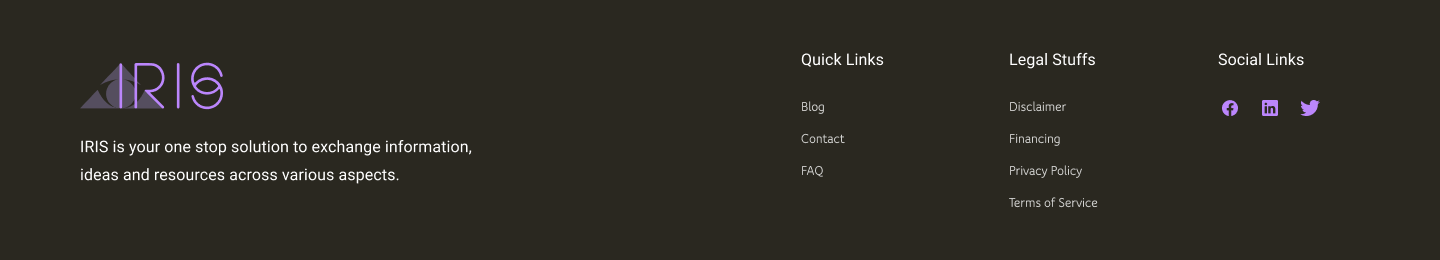 IRIS
IRIS is your one stop solution to exchange information,
ideas and resources across various aspects.
Quick Links
Blog
Contact
FAQ
Legal Stuffs
Disclaimer
Financing
Privacy Policy
Terms of Service
Social Links